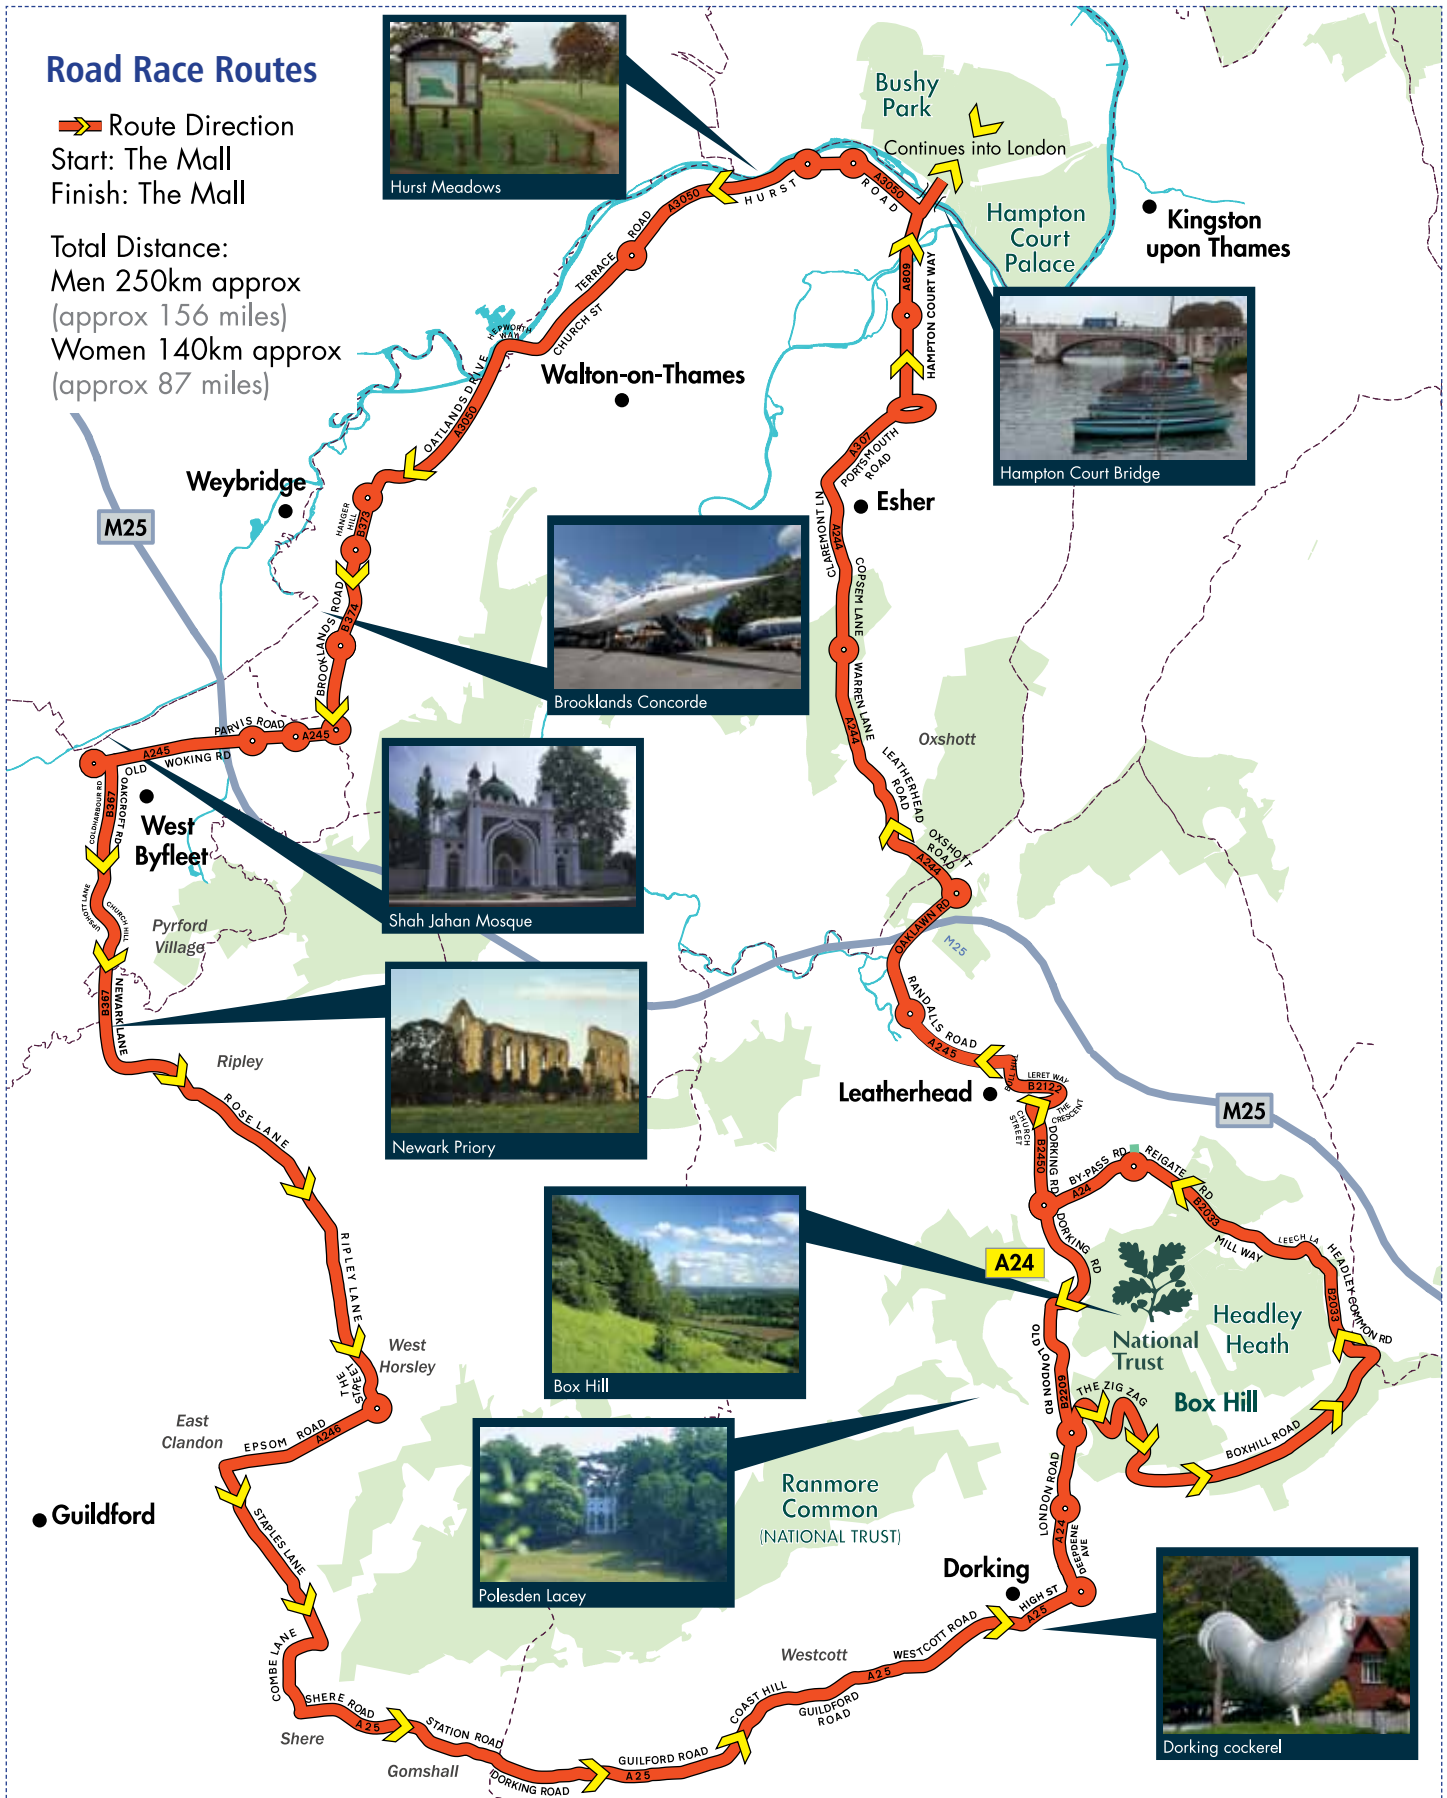 Road Race Routes
Route Direction
Start: The Mall
Finish: The Mall
Total Distance:
Men 250km approx
(approx 156 miles)
Women 140km approx
(approx 87 miles)
Hurst Meadows
Bushy
Park
Continues into London
Hampton
Court
Palace
Kingston
upon Thames
Hampton Court Bridge
A3050
HURST
ROAD
A3050
TERRACE ROAD
CHURCH ST
HEPWORTH
WAY
OATLANDS DRIVE
A3050
Walton-on-Thames
A809
HAMPTON COURT WAY
A307
PORTSMOUTH
ROAD
Esher
CLAREMONT LN
A244
COPSEM LANE
WARREN LANE
A244
LEATHERHEAD
ROAD
Oxshott
OXSHOTT
ROAD
A244
OAKLAWN RD
M25
RANDALLS ROAD
A245
Weybridge
M25
HANGER
HILL
B373
BROOKLANDS ROAD
B374
Brooklands Concorde
PARVIS ROAD
A245
A245
OLD WOKING RD
Shah Jahan Mosque
COLDHARBOUR RD
B367
OAKCROFT RD
West
Byfleet
UPSHOTT LANE
CHURCH HILL
Pyrford
Village
B367
NEWARK LANE
Newark Priory
Ripley
ROSE LANE
RIPLEY LANE
West
Horsley
THE
STREET
East
Clandon
EPSOM ROAD
A246
Guildford
STAPLES LANE
COMBE LANE
SHERE ROAD
A25
Shere
STATION ROAD
Gomshall
DORKING ROAD
GUILFORD ROAD
A25
COAST HILL
GUILDFORD
ROAD
Westcott
A25
WESTCOTT ROAD
Dorking
HIGH ST
A25
Dorking cockerel
DEEPDENE
AVE
A24
LONDON ROAD
Ranmore
Common
(NATIONAL TRUST)
Polesden Lacey
Box Hill
A24
OLD LONDON RD
B2209
THE ZIG ZAG
Box Hill
BOXHILL ROAD
National
Trust
Headley
Heath
HEADLEY COMMON RD
B2033
LEECH LA
MILL WAY
B2033
REIGATE RD
BY-PASS RD
A24
DORKING RD
DORKING RD
B2450
CHURCH
STREET
THE
CRESCENT
LERET WAY
B2122
Leatherhead
M25